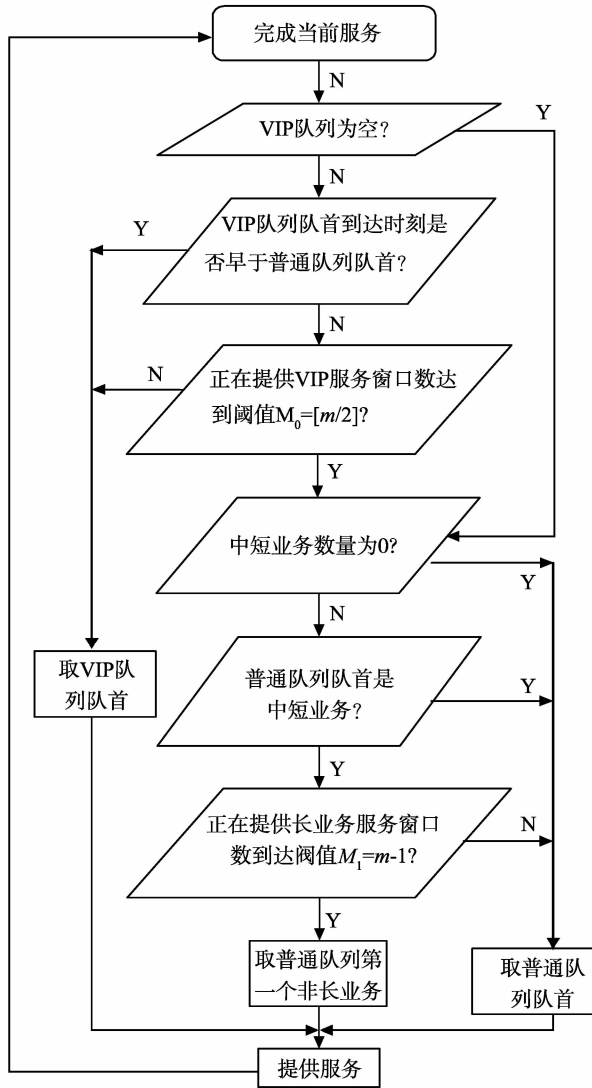 完成当前服务
N
VIP队列为空?
Y
N
VIP队列队首到达时刻是
否早于普通队列队首?
Y
N
正在提供VIP服务窗口数达
到阈值M0=[m/2]?
N
Y
中短业务数量为0?
Y
N
取VIP队
列队首
普通队列队首是
中短业务?
Y
Y
正在提供长业务服务窗口
数到达阀值M1=m-1?
N
Y
取普通队列第
一个非长业务
取普通队
列队首
提供服务